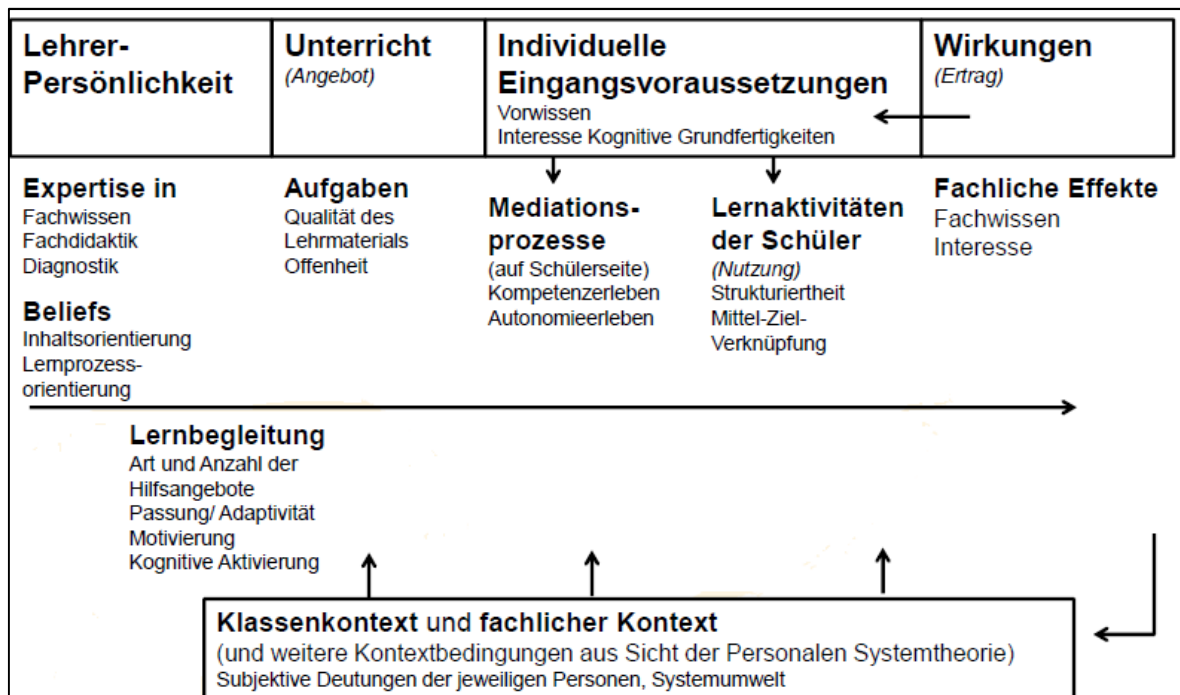 Lehrer-
Persönlichkeit
Unterricht
(Angebot)
Individuelle
Eingangsvoraussetzungen
Vorwissen
Interesse Kognitive Grundfertigkeiten
Wirkungen
(Ertrag)
Expertise in
Fachwissen
Fachdidaktik
Diagnostik
Beliefs
Inhaltsorientierung
Lernprozess-
orientierung
Aufgaben
Qualität des
Lehrmaterials
Offenheit
Mediations-
prozesse
(auf Schülerseite)
Kompetenzerleben
Autonomieerleben
Lernaktivitäten
der Schüler
(Nutzung)
Strukturiertheit
Mittel-Ziel-
Verknüpfung
Fachliche Effekte
Fachwissen
Interesse
Lernbegleitung
Art und Anzahl der
Hilfsangebote
Passung/ Adaptivität
Motivierung
Kognitive Aktivierung
Klassenkontext und fachlicher Kontext
(und weitere Kontextbedingungen aus Sicht der Personalen Systemtheorie)
Subjektive Deutungen der jeweiligen Personen, Systemumwelt